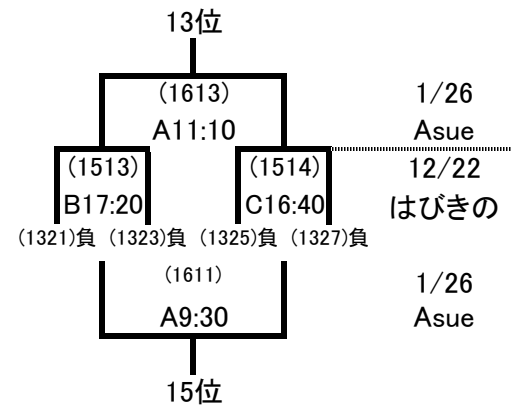 13位
(1613) 1/26
A11:10 Asue
(1513) (1514) 12/22
B17:20 C16:40 はびきの
(1321)負 (1323)負 (1325)負 (1327)負
(1611) 1/26
A9:30 Asue
15位